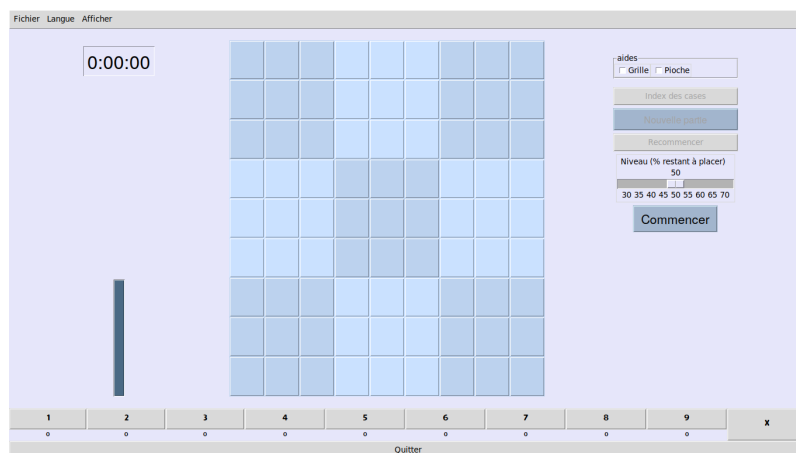 Fichier Langue Afficher
0:00:00
aides
Grille Pioche
Index des cases
Nouvelle partie
Recommencer
Niveau (% restant à placer)
50
30 35 40 45 50 55 60 65 70
Commencer
1 2 3 4 5 6 7 8 9 X
0 0 0 0 0 0 0 0 0
Quitter